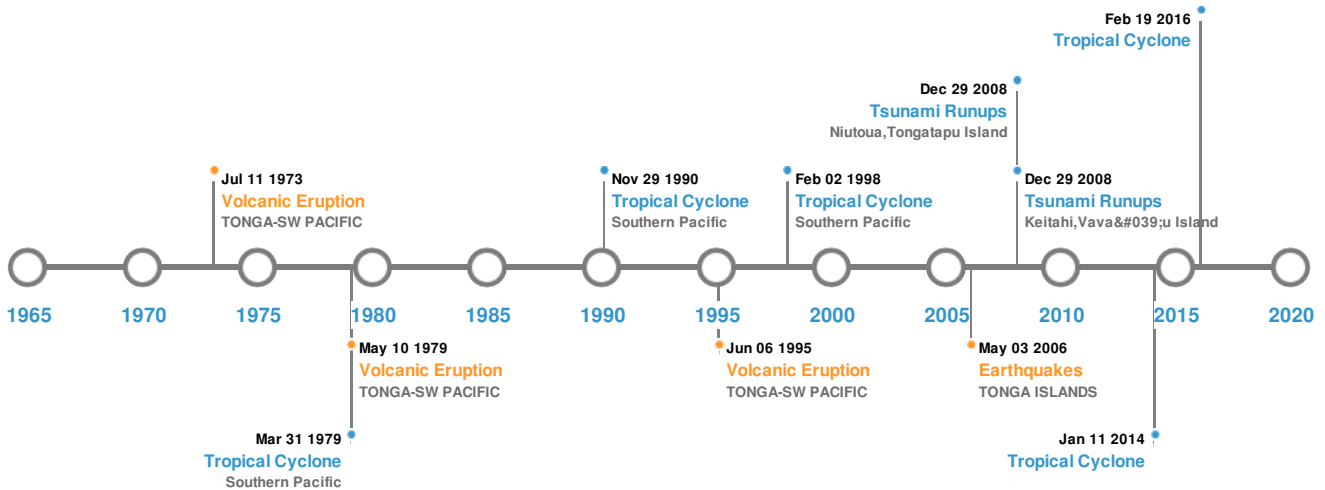 Feb 19 2016
Tropical Cyclone
Dec 29 2008
Tsunami Runups
Niutoua,Tongatapu Island
Jul 11 1973
Volcanic Eruption
TONGA-SW PACIFIC
Nov 29 1990
Tropical Cyclone
Southern Pacific
Feb 02 1998
Tropical Cyclone
Southern Pacific
Dec 29 2008
Tsunami Runups
Keitahi,Vava&#039;u Island
1965 1970 1975 1980 1985 1990 1995 2000 2005 2010 2015 2020
May 10 1979
Volcanic Eruption
TONGA-SW PACIFIC
Jun 06 1995
Volcanic Eruption
TONGA-SW PACIFIC
May 03 2006
Earthquakes
TONGA ISLANDS
Mar 31 1979
Tropical Cyclone
Southern Pacific
Jan 11 2014
Tropical Cyclone